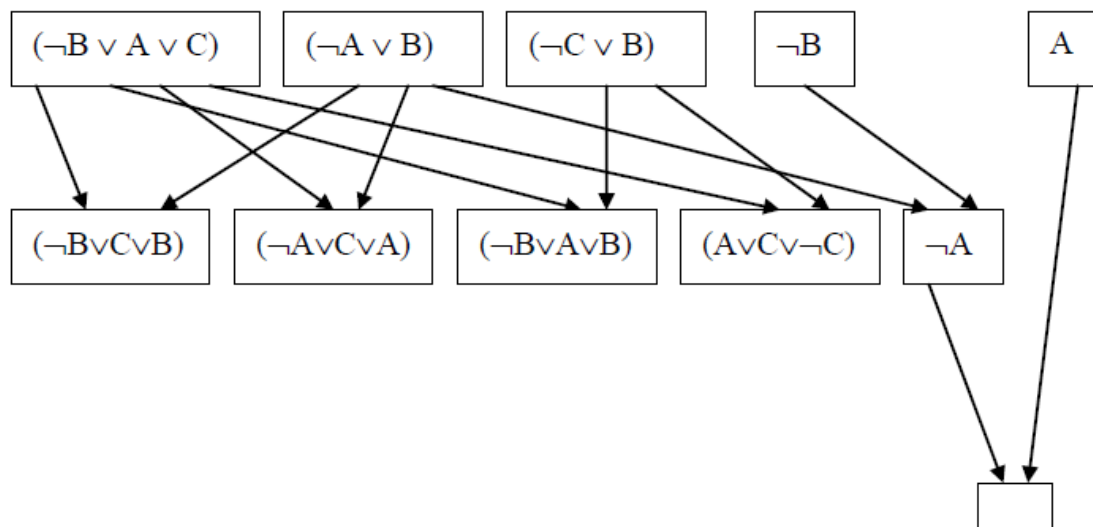 (¬B ∨ A ∨ C) (¬A ∨ B) (¬C ∨ B) ¬B A
(¬B∨C∨B) (¬A∨C∨A) (¬B∨A∨B) (A∨C∨¬C) ¬A